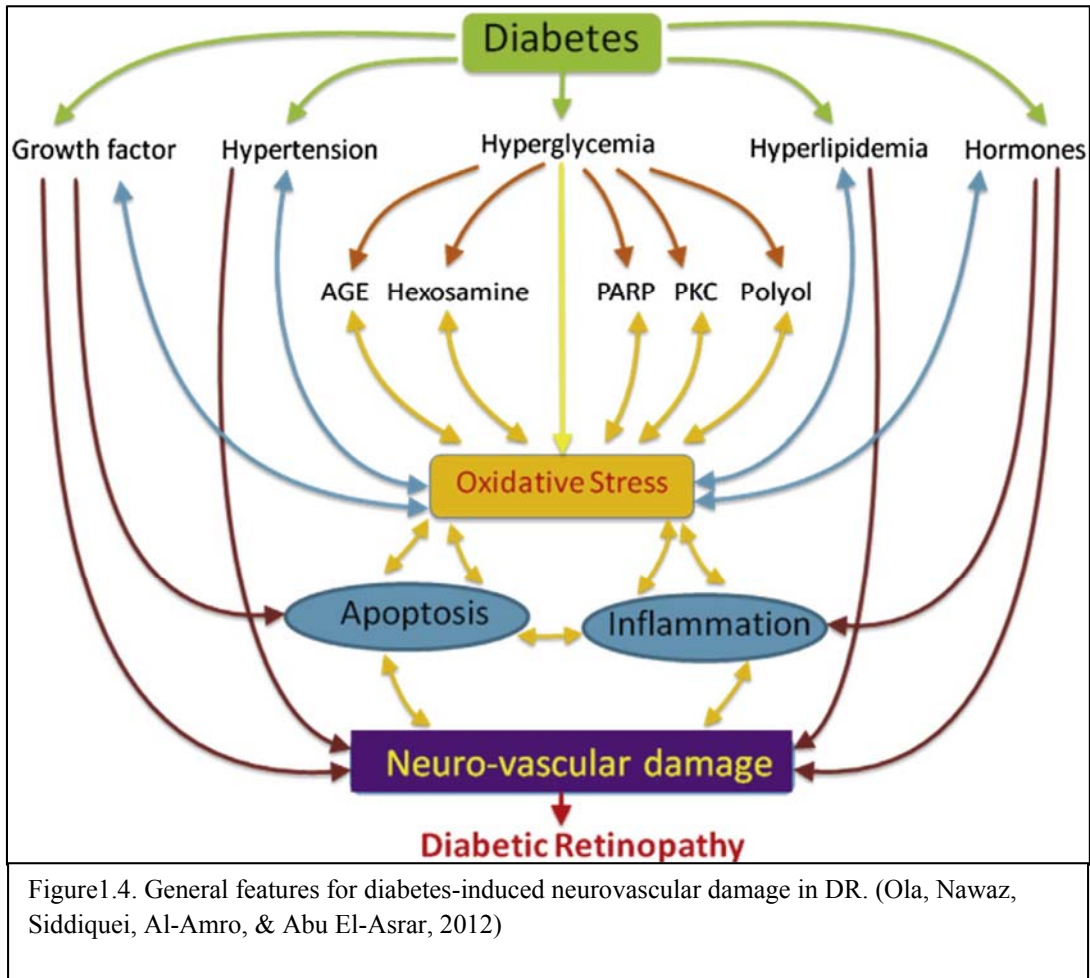 Diabetes
Growth factor Hypertension Hyperglycemia Hyperlipidemia Hormones
AGE Hexosamine PARP PKC Polyol
Oxidative Stress
Apoptosis Inflammation
Neuro-vascular damage
Diabetic Retinopathy
Figure1.4. General features for diabetes-induced neurovascular damage in DR. (Ola, Nawaz,
Siddiquei, Al-Amro, & Abu El-Asrar, 2012)